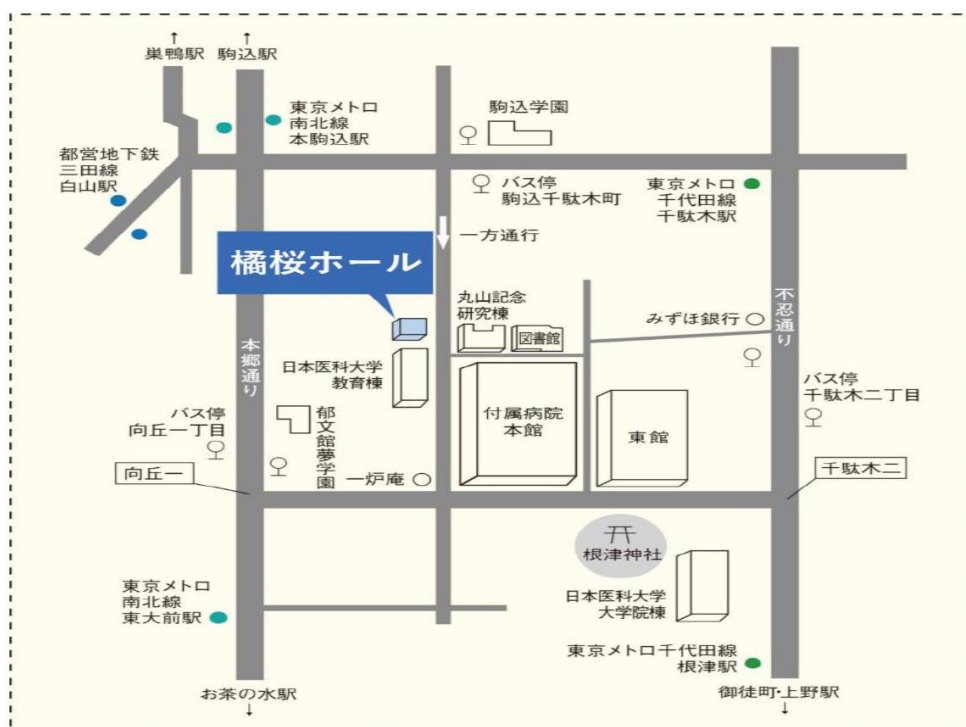 ↑
巣鴨駅
↑
駒込駅
東京メトロ
南北線
本駒込駅
駒込学園
都営地下鉄
三田線
白山駅
バス停
駒込千駄木町
東京メトロ
千代田線
千駄木駅
一方通行
橘桜ホール
丸山記念
研究棟
図書館
みずほ銀行
不忍通り
本郷通り
日本医科大学
教育棟
付属病院
本館
東館
バス停
千駄木二丁目
バス停
向丘一丁目
郁文館夢学園
一炉庵
向丘一
千駄木二
根津神社
日本医科大学
大学院棟
東京メトロ
南北線
東大前駅
東京メトロ千代田線
根津駅
お茶の水駅
↓
御徒町・上野駅
↓